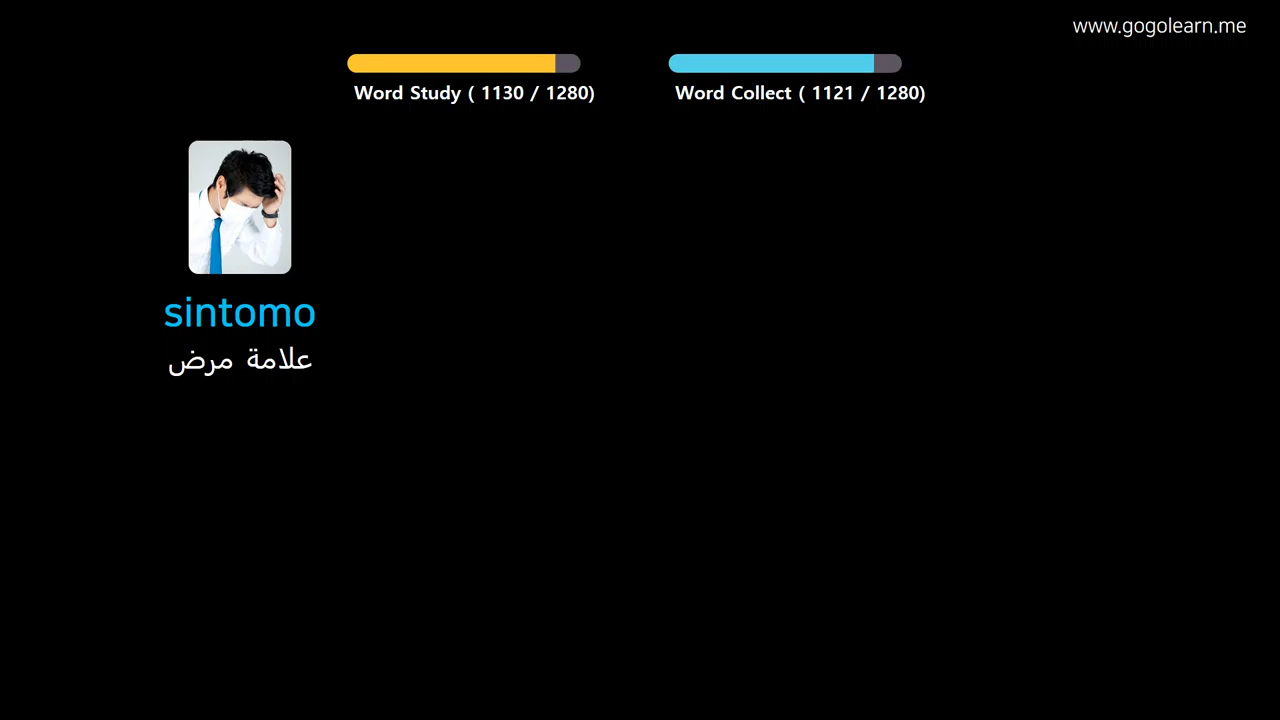 www.gogolearn.me
Word Study ( 1130 / 1280)
Word Collect ( 1121 / 1280)
sintomo
علامة مرض